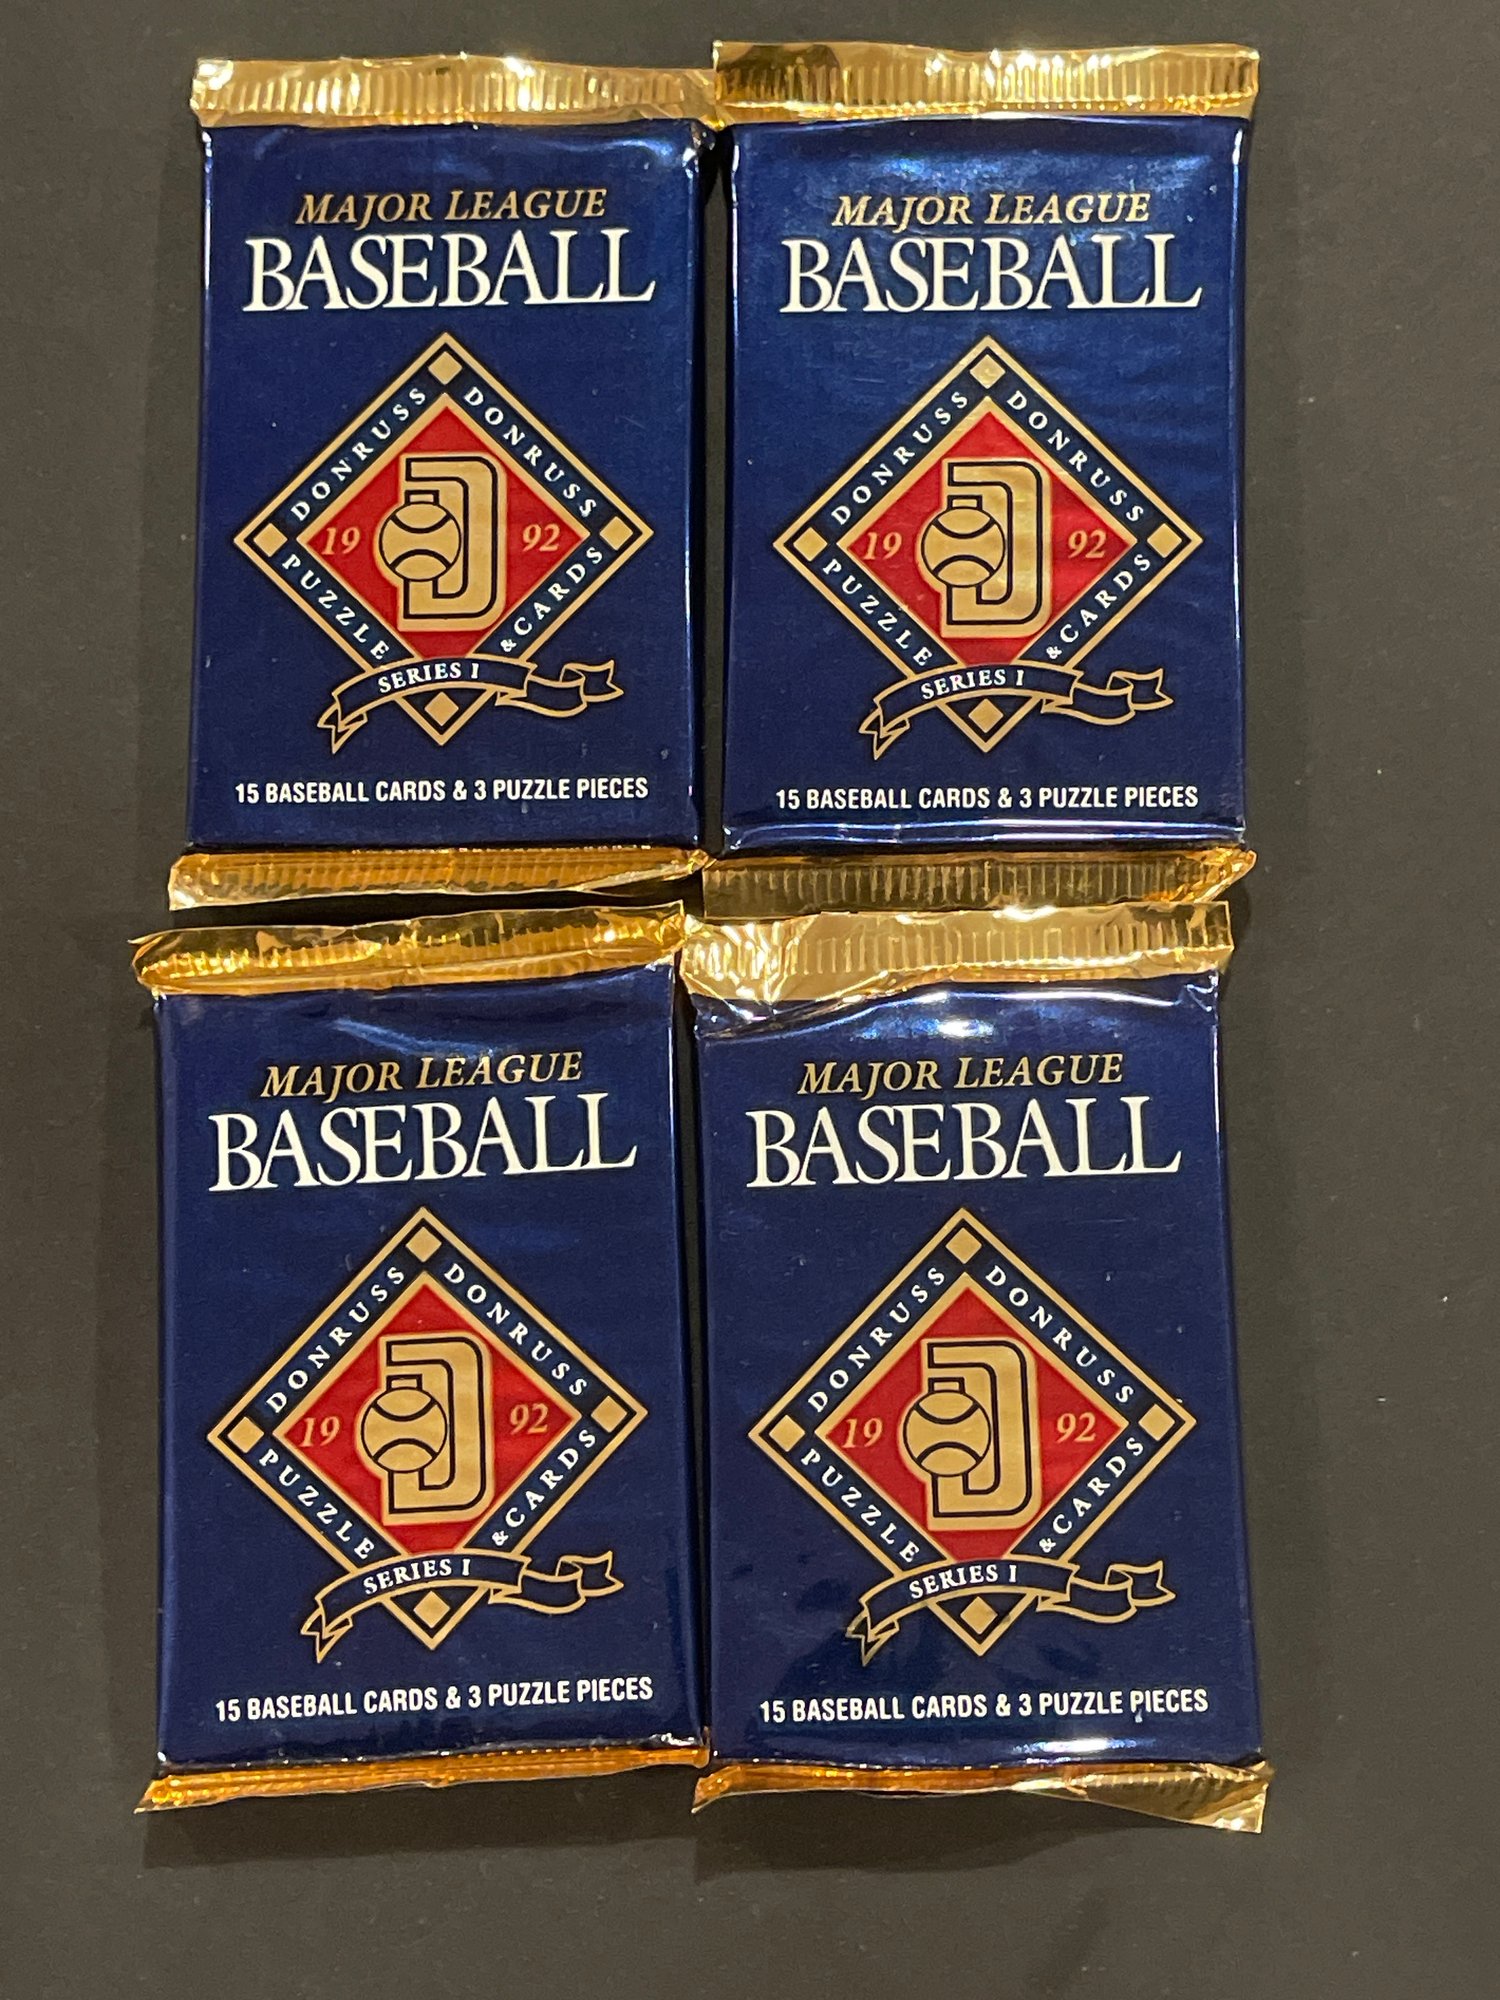 MAJOR LEAGUE
BASEBALL
DONRUSS
DONRUSS
19 92
PUZZLE
& CARDS
SERIES I
15 BASEBALL CARDS & 3 PUZZLE PIECES
MAJOR LEAGUE
BASEBALL
DONRUSS
DONRUSS
19 92
PUZZLE
& CARDS
SERIES I
15 BASEBALL CARDS & 3 PUZZLE PIECES
MAJOR LEAGUE
BASEBALL
DONRUSS
DONRUSS
19 92
PUZZLE
& CARDS
SERIES I
15 BASEBALL CARDS & 3 PUZZLE PIECES
MAJOR LEAGUE
BASEBALL
DONRUSS
DONRUSS
19 92
PUZZLE
& CARDS
SERIES I
15 BASEBALL CARDS & 3 PUZZLE PIECES